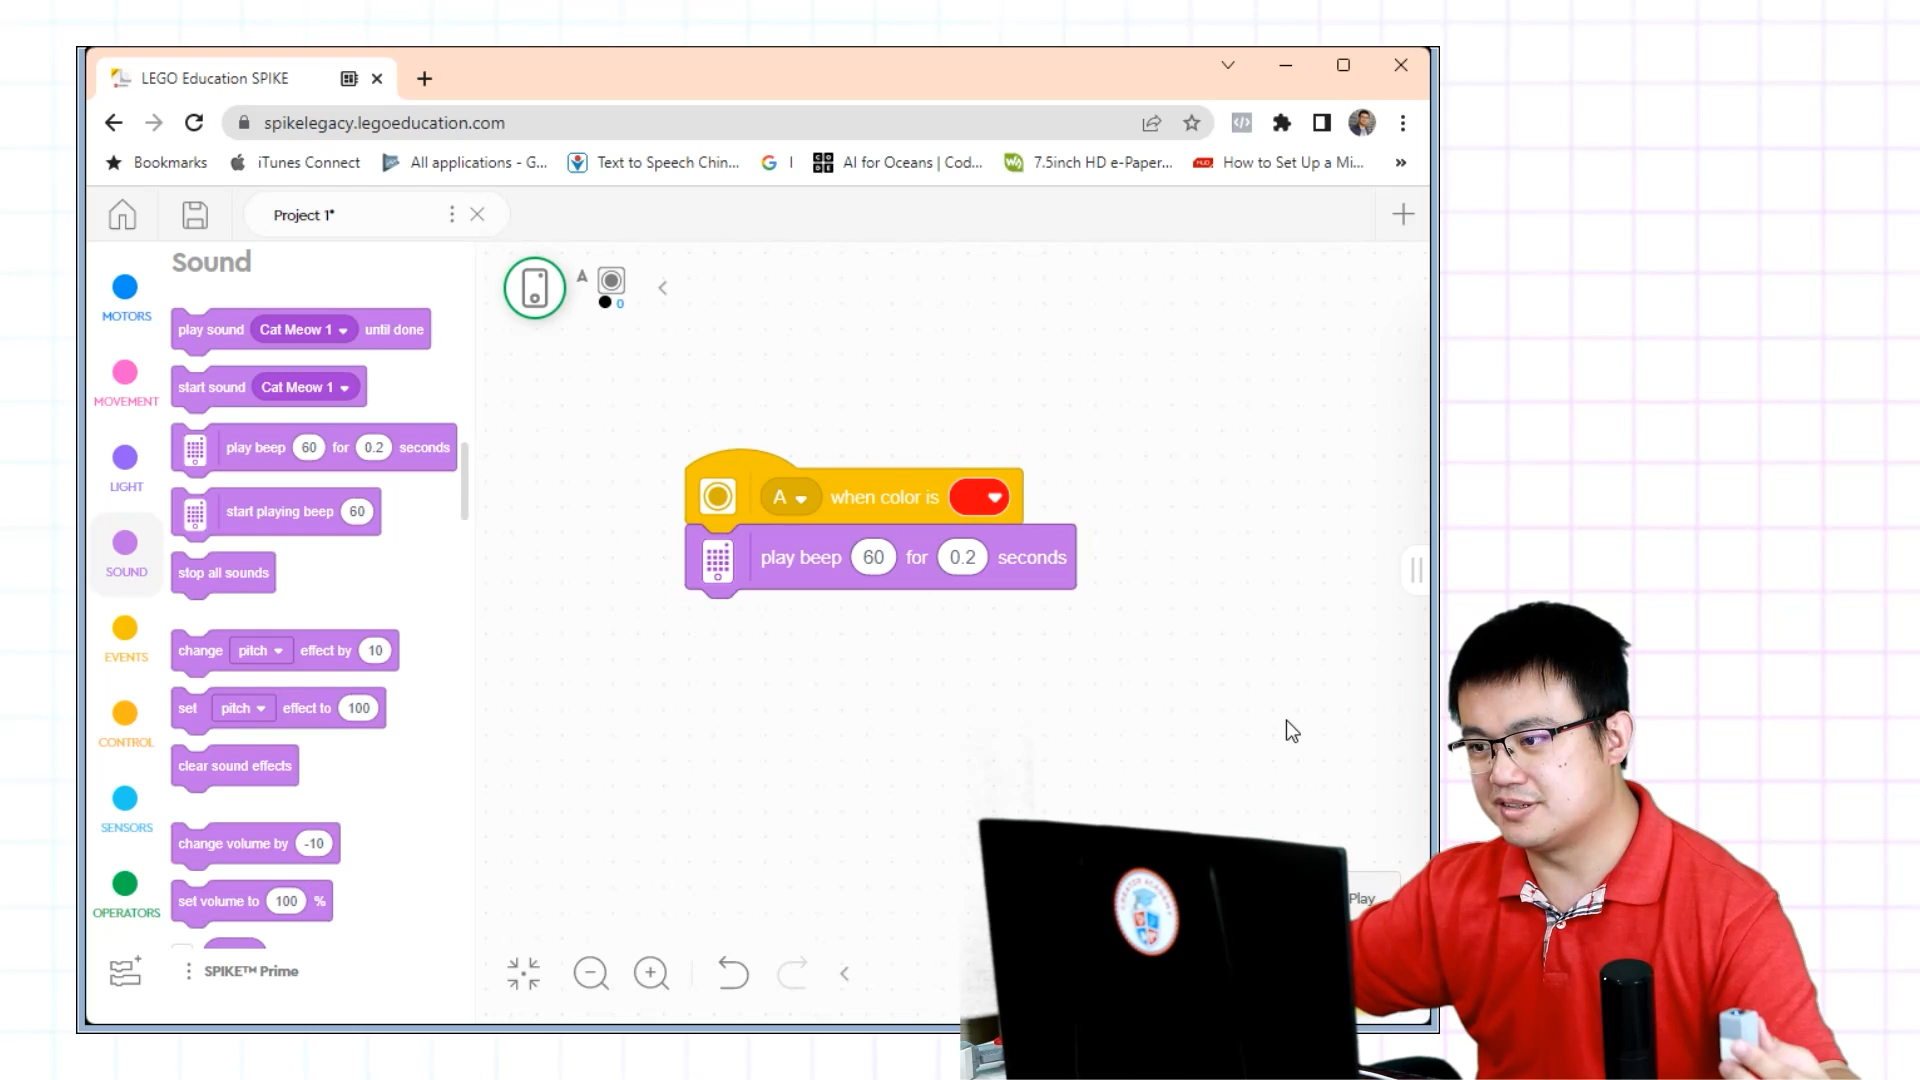 LEGO Education SPIKE
spikelegacy.legoeducation.com
Bookmarks
iTunes Connect
All applications - G...
Text to Speech Chin...
G I
AI for Oceans | Cod...
7.5inch HD e-Paper...
How to Set Up a Mi...
»
Project 1*
Sound
MOTORS
MOVEMENT
LIGHT
SOUND
EVENTS
CONTROL
SENSORS
OPERATORS
play sound Cat Meow 1 until done
start sound Cat Meow 1
play beep 60 for 0.2 seconds
start playing beep 60
stop all sounds
change pitch effect by 10
set pitch effect to 100
clear sound effects
change volume by -10
set volume to 100 %
SPIKE™ Prime
A
0
A when color is
play beep 60 for 0.2 seconds
Play